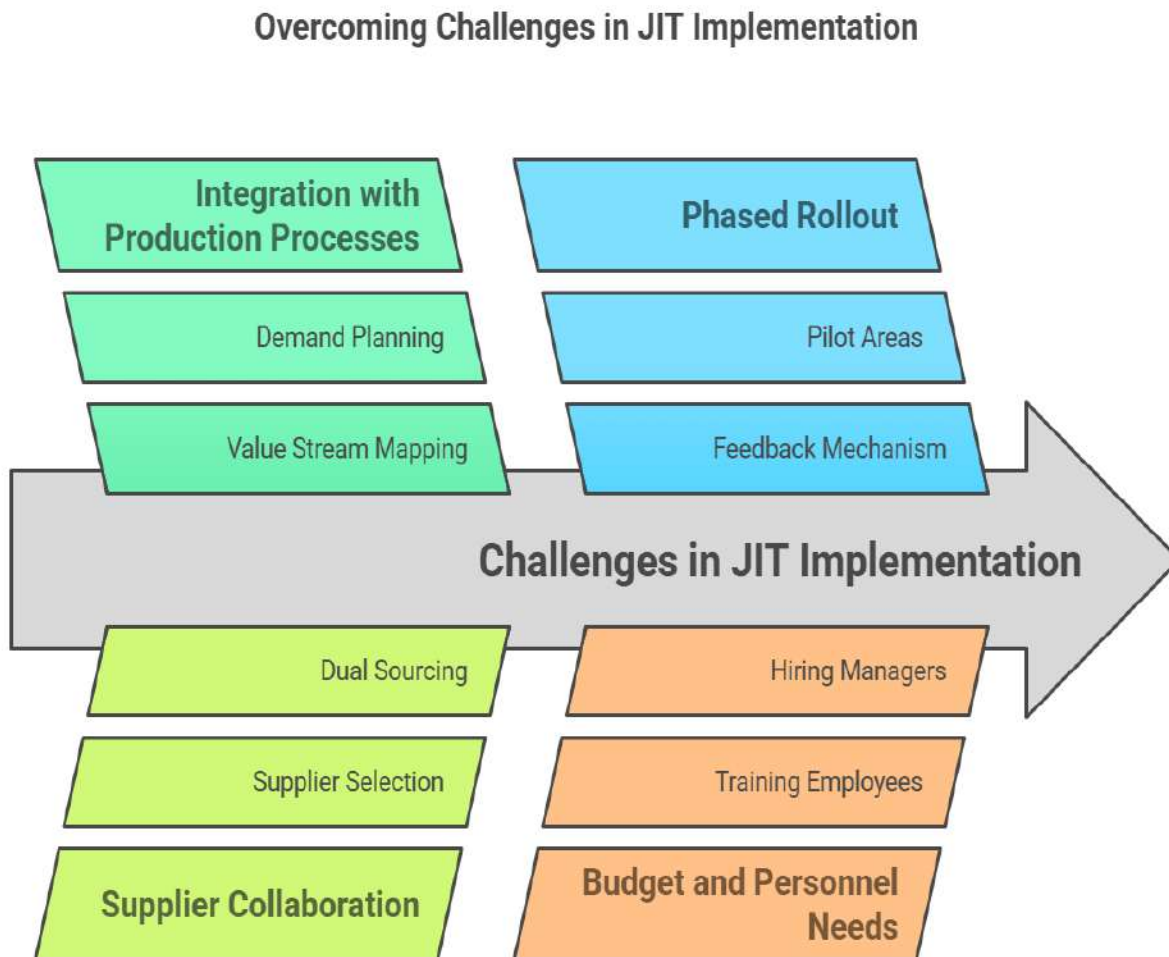 Overcoming Challenges in JIT Implementation
Integration with
Production Processes
Demand Planning
Value Stream Mapping
Phased Rollout
Pilot Areas
Feedback Mechanism
Challenges in JIT Implementation
Dual Sourcing
Supplier Selection
Supplier Collaboration
Hiring Managers
Training Employees
Budget and Personnel
Needs